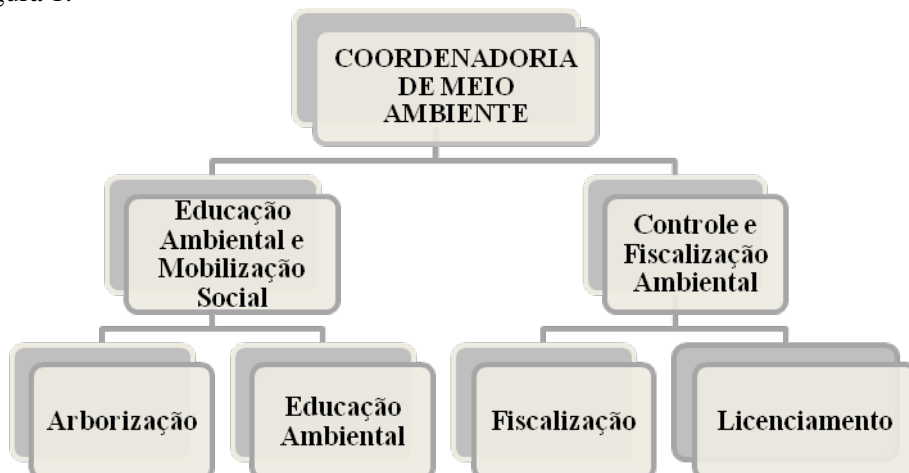 COORDENADORIA
DE MEIO
AMBIENTE
Educação
Ambiental e
Mobilização
Social
Controle e
Fiscalização
Ambiental
Arborização
Educação
Ambiental
Fiscalização
Licenciamento